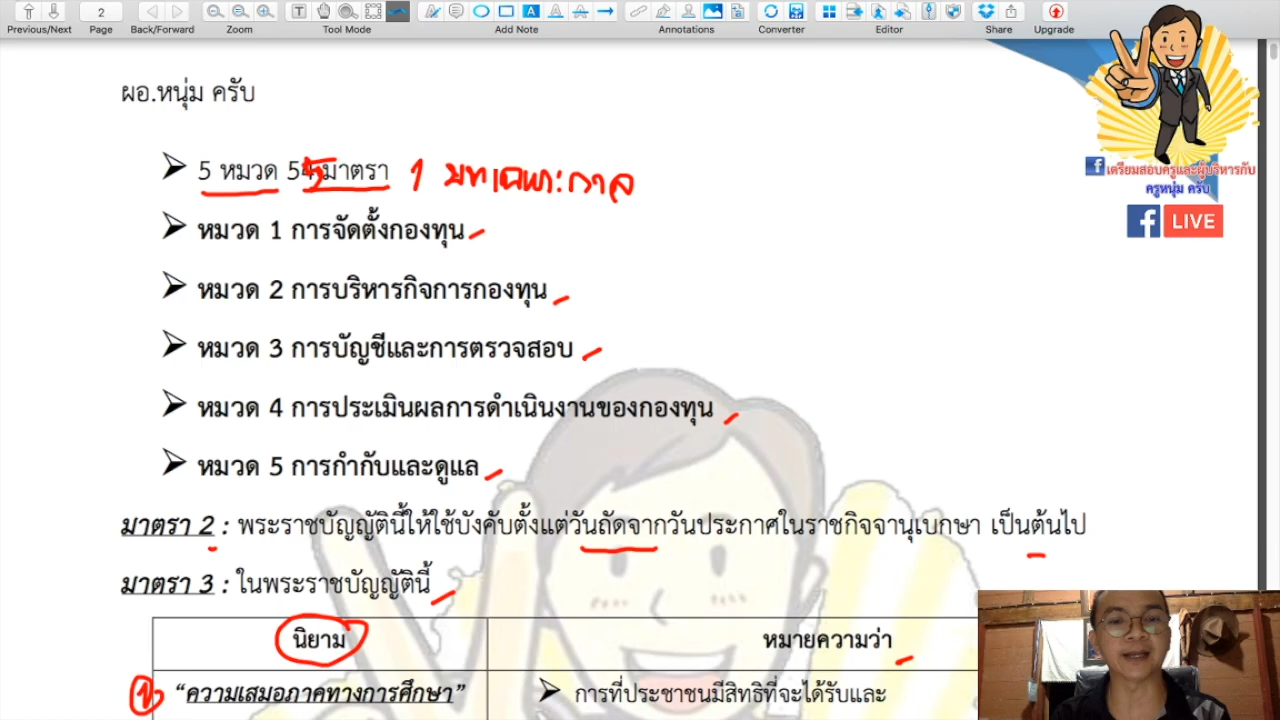 Previous/Next
Page
Back/Forward
Zoom
Tool Mode
Add Note
Annotations
Converter
Editor
Share
Upgrade
2
T
A
ผอ.หนุ่ม ครับ
5 หมวด 54 มาตรา 1 บทเฉพาะกาล
หมวด 1 การจัดตั้งกองทุน
หมวด 2 การบริหารกิจการกองทุน
หมวด 3 การบัญชีและการตรวจสอบ
หมวด 4 การประเมินผลการดำเนินงานของกองทุน
หมวด 5 การกำกับและดูแล
มาตรา 2 : พระราชบัญญัตินี้ให้ใช้บังคับตั้งแต่วันถัดจากวันประกาศในราชกิจจานุเบกษา เป็นต้นไป
มาตรา 3 : ในพระราชบัญญัตินี้
นิยาม
หมายความว่า
“ความเสมอภาคทางการศึกษา”
การที่ประชาชนมีสิทธิที่จะได้รับและ
เตรียมสอบครูและผู้บริหารกับ
ครูหนุ่ม ครับ
f LIVE